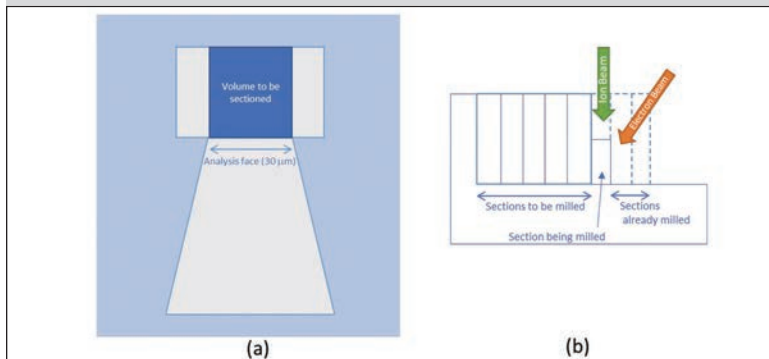 Volume to be
sectioned
Analysis face (30 µm)
(a)
Ion Beam
Electron Beam
Sections to be milled
Sections
already milled
Section being milled
(b)